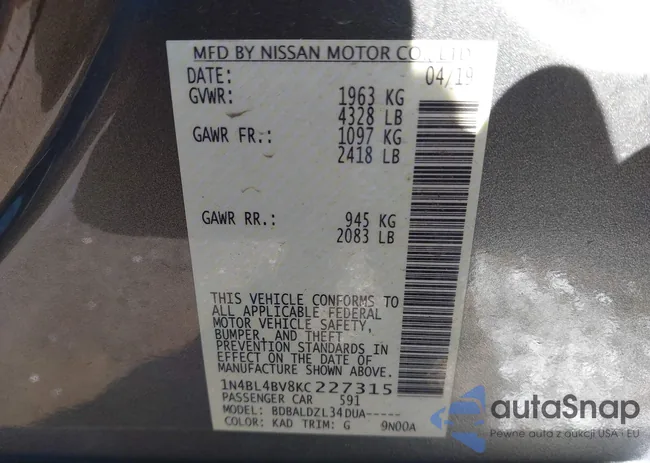 MFD BY NISSAN MOTOR CO., LTD.
DATE: 04/19
GVWR: 1963 KG
4328 LB
GAWR FR.: 1097 KG
2418 LB
GAWR RR.: 945 KG
2083 LB
THIS VEHICLE CONFORMS TO
ALL APPLICABLE FEDERAL
MOTOR VEHICLE SAFETY,
BUMPER, AND THEFT
PREVENTION STANDARDS IN
EFFECT ON THE DATE OF
MANUFACTURE SHOWN ABOVE.
1N4BL4BV8KC227315
PASSENGER CAR 591
MODEL: BDBALDZL34DUA-----
COLOR: KAD TRIM: G 9N00A
autoSnap
Pewne auta z aukcji USA i EU